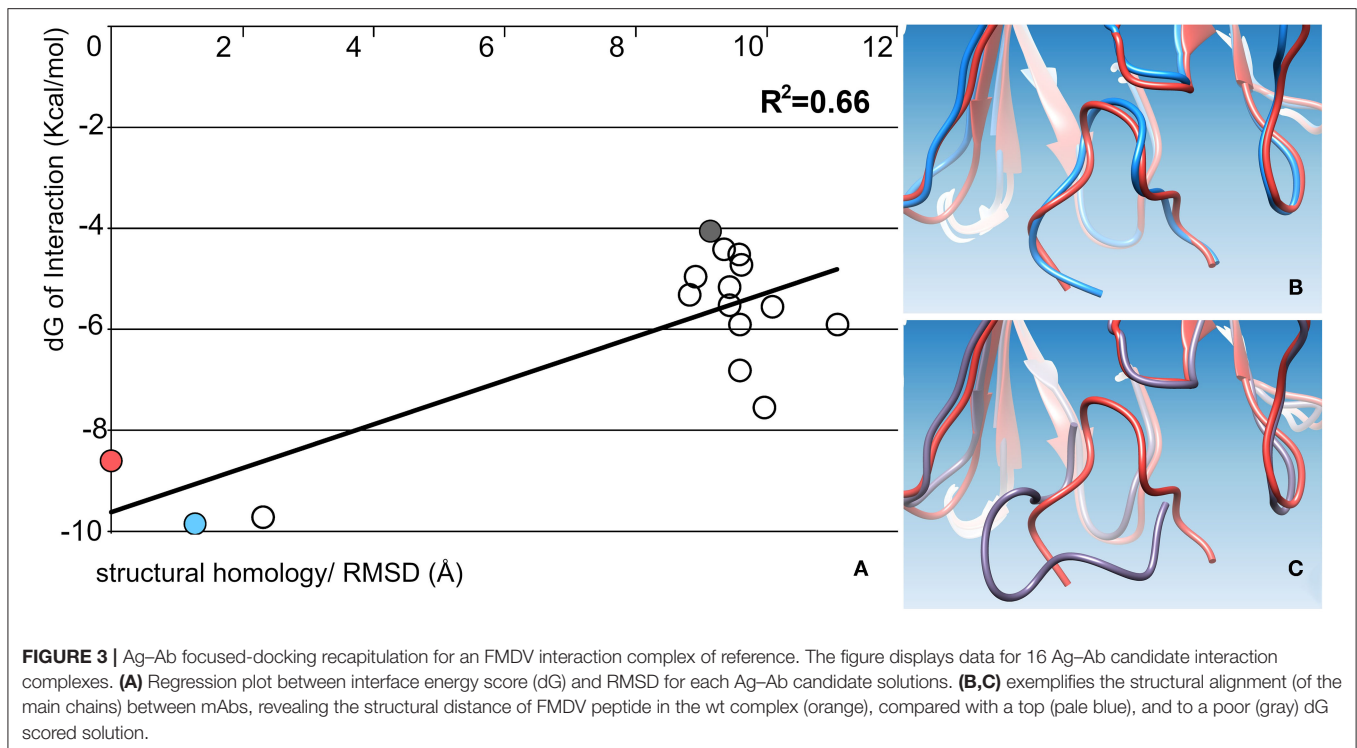 0 2 4 6 8 10 12
R²=0.66
dG of Interaction (Kcal/mol)
-2
-4
-6
-8
-10
structural homology/ RMSD (Å)
A
B
C
FIGURE 3 | Ag–Ab focused-docking recapitulation for an FMDV interaction complex of reference. The figure displays data for 16 Ag–Ab candidate interaction
complexes. (A) Regression plot between interface energy score (dG) and RMSD for each Ag–Ab candidate solutions. (B,C) exemplifies the structural alignment (of the
main chains) between mAbs, revealing the structural distance of FMDV peptide in the wt complex (orange), compared with a top (pale blue), and to a poor (gray) dG
scored solution.